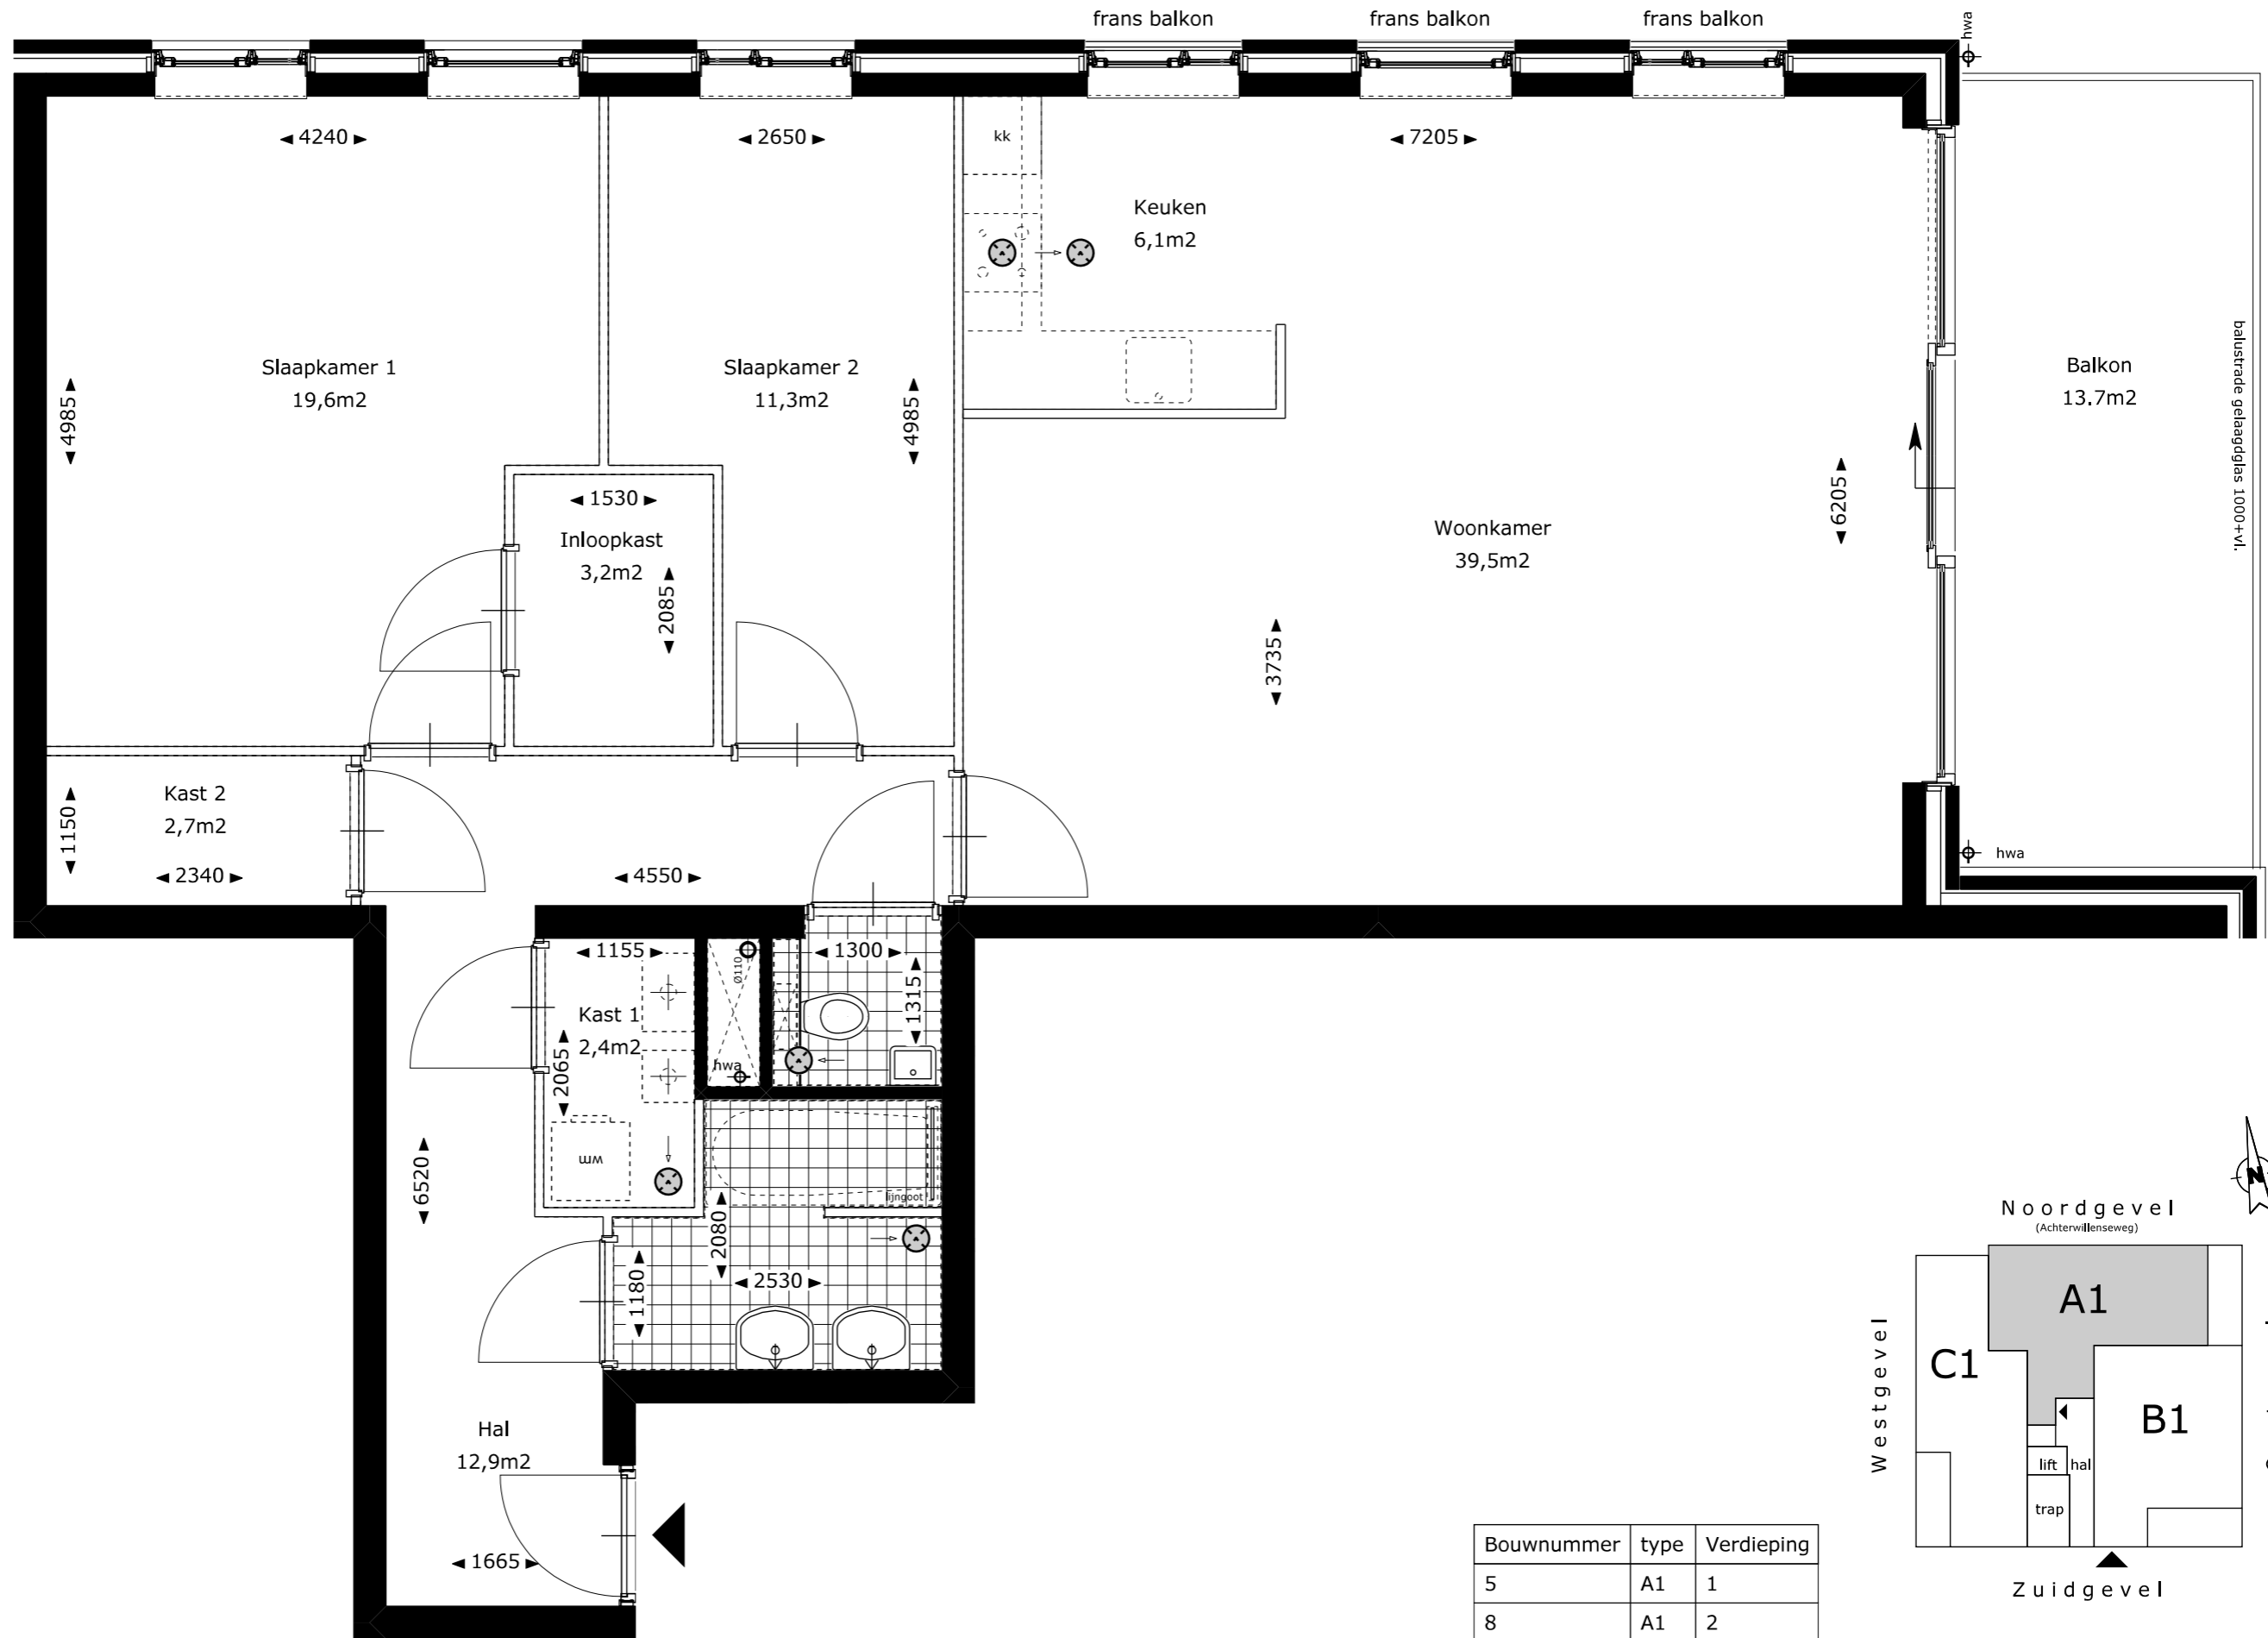 frans balkon
frans balkon
frans balkon
hwa
4240
2650
7205
kk
Keuken
6,1m2
Slaapkamer 1
19,6m2
Slaapkamer 2
11,3m2
Balkon
13.7m2
balustrade gelaagdglas 1000+vl.
4985
4985
1530
Inloopkast
3,2m2
2085
6205
Woonkamer
39,5m2
3735
Kast 2
2,7m2
1150
2340
4550
hwa
1155
Ø110
1300
1315
Kast 1
2,4m2
2065
hwa
wm
6520
lijngoot
2080
1180
2530
Hal
12,9m2
1665
N
Noordgevel
(Achterwillenseweg)
A1
C1
B1
Westgevel
lift
hal
trap
Zuidgevel
Bouwnummer type Verdieping
5 A1 1
8 A1 2